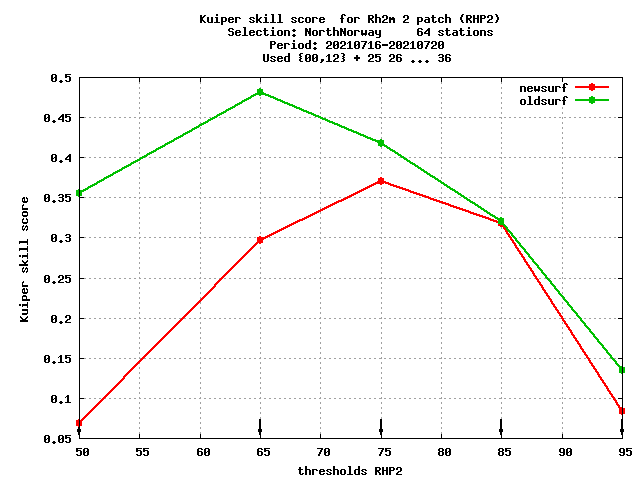 Kuiper skill score  for Rh2m 2 patch (RHP2)
Selection: NorthNorway     64 stations
Period: 20210716-20210720
Used {00,12} + 25 26 ... 36
newsurf
oldsurf
0.5
0.45
0.4
0.35
0.3
0.25
0.2
0.15
0.1
0.05
Kuiper skill score
50 55 60 65 70 75 80 85 90 95
thresholds RHP2